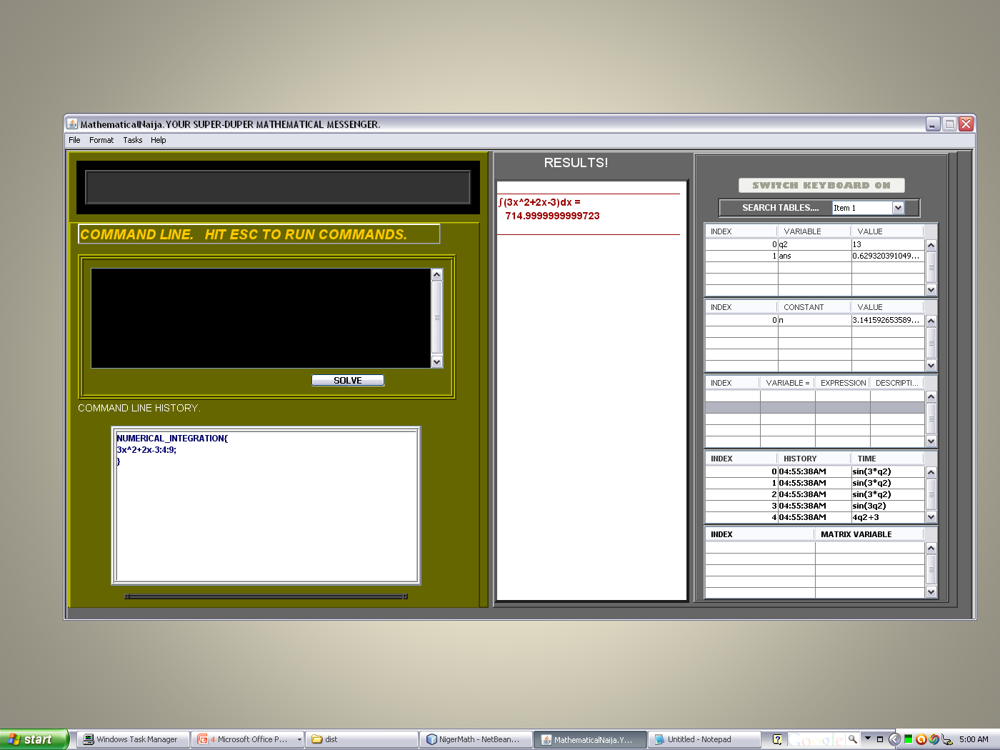 MathematicalNaija.YOUR SUPER-DUPER MATHEMATICAL MESSENGER.
File Format Tasks Help
COMMAND LINE. HIT ESC TO RUN COMMANDS.
SOLVE
COMMAND LINE HISTORY.
NUMERICAL_INTEGRATION{
3x^2+2x-3:4:9;
}
RESULTS!
∫(3x^2+2x-3)dx =
714.9999999999723
SWITCH KEYBOARD ON
SEARCH TABLES.... Item 1
INDEX VARIABLE VALUE
0 q2 13
1 ans 0.629320391049...
INDEX CONSTANT VALUE
0 π 3.141592653589...
INDEX VARIABLE = EXPRESSION DESCRIPTI...
INDEX HISTORY TIME
0 04:55:38AM sin(3*q2)
1 04:55:38AM sin(3*q2)
2 04:55:38AM sin(3*q2)
3 04:55:38AM sin(3q2)
4 04:55:38AM 4q2+3
INDEX MATRIX VARIABLE
start Windows Task Manager 4 Microsoft Office P... dist NigerMath - NetBean... MathematicalNaija.Y... Untitled - Notepad Google 5:00 AM